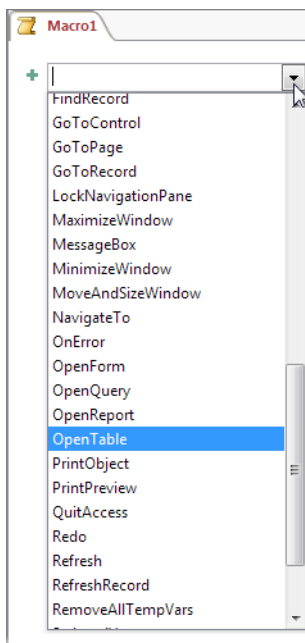 Macro1
FindRecord
GoToControl
GoToPage
GoToRecord
LockNavigationPane
MaximizeWindow
MessageBox
MinimizeWindow
MoveAndSizeWindow
NavigateTo
OnError
OpenForm
OpenQuery
OpenReport
OpenTable
PrintObject
PrintPreview
QuitAccess
Redo
Refresh
RefreshRecord
RemoveAllTempVars